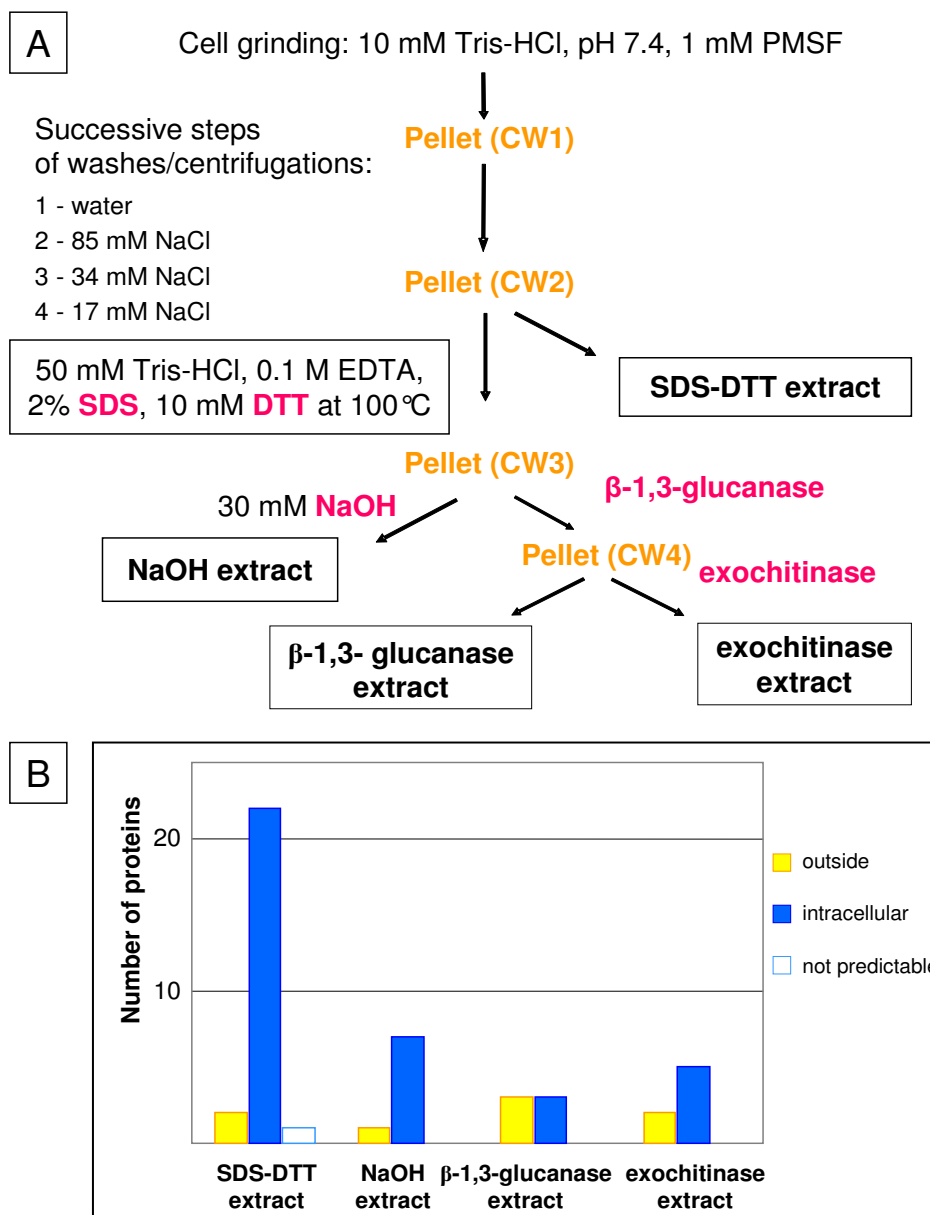 A
Cell grinding: 10 mM Tris-HCl, pH 7.4, 1 mM PMSF
Successive steps
of washes/centrifugations:
1 - water
2 - 85 mM NaCl
3 - 34 mM NaCl
4 - 17 mM NaCl
Pellet (CW1)
Pellet (CW2)
50 mM Tris-HCl, 0.1 M EDTA,
2% SDS, 10 mM DTT at 100°C
SDS-DTT extract
Pellet (CW3)
β-1,3-glucanase
30 mM NaOH
NaOH extract
Pellet (CW4)
exochitinase
β-1,3- glucanase
extract
exochitinase
extract
B
Number of proteins
20
10
outside
intracellular
not predictable
SDS-DTT
extract
NaOH
extract
β-1,3-glucanase
extract
exochitinase
extract